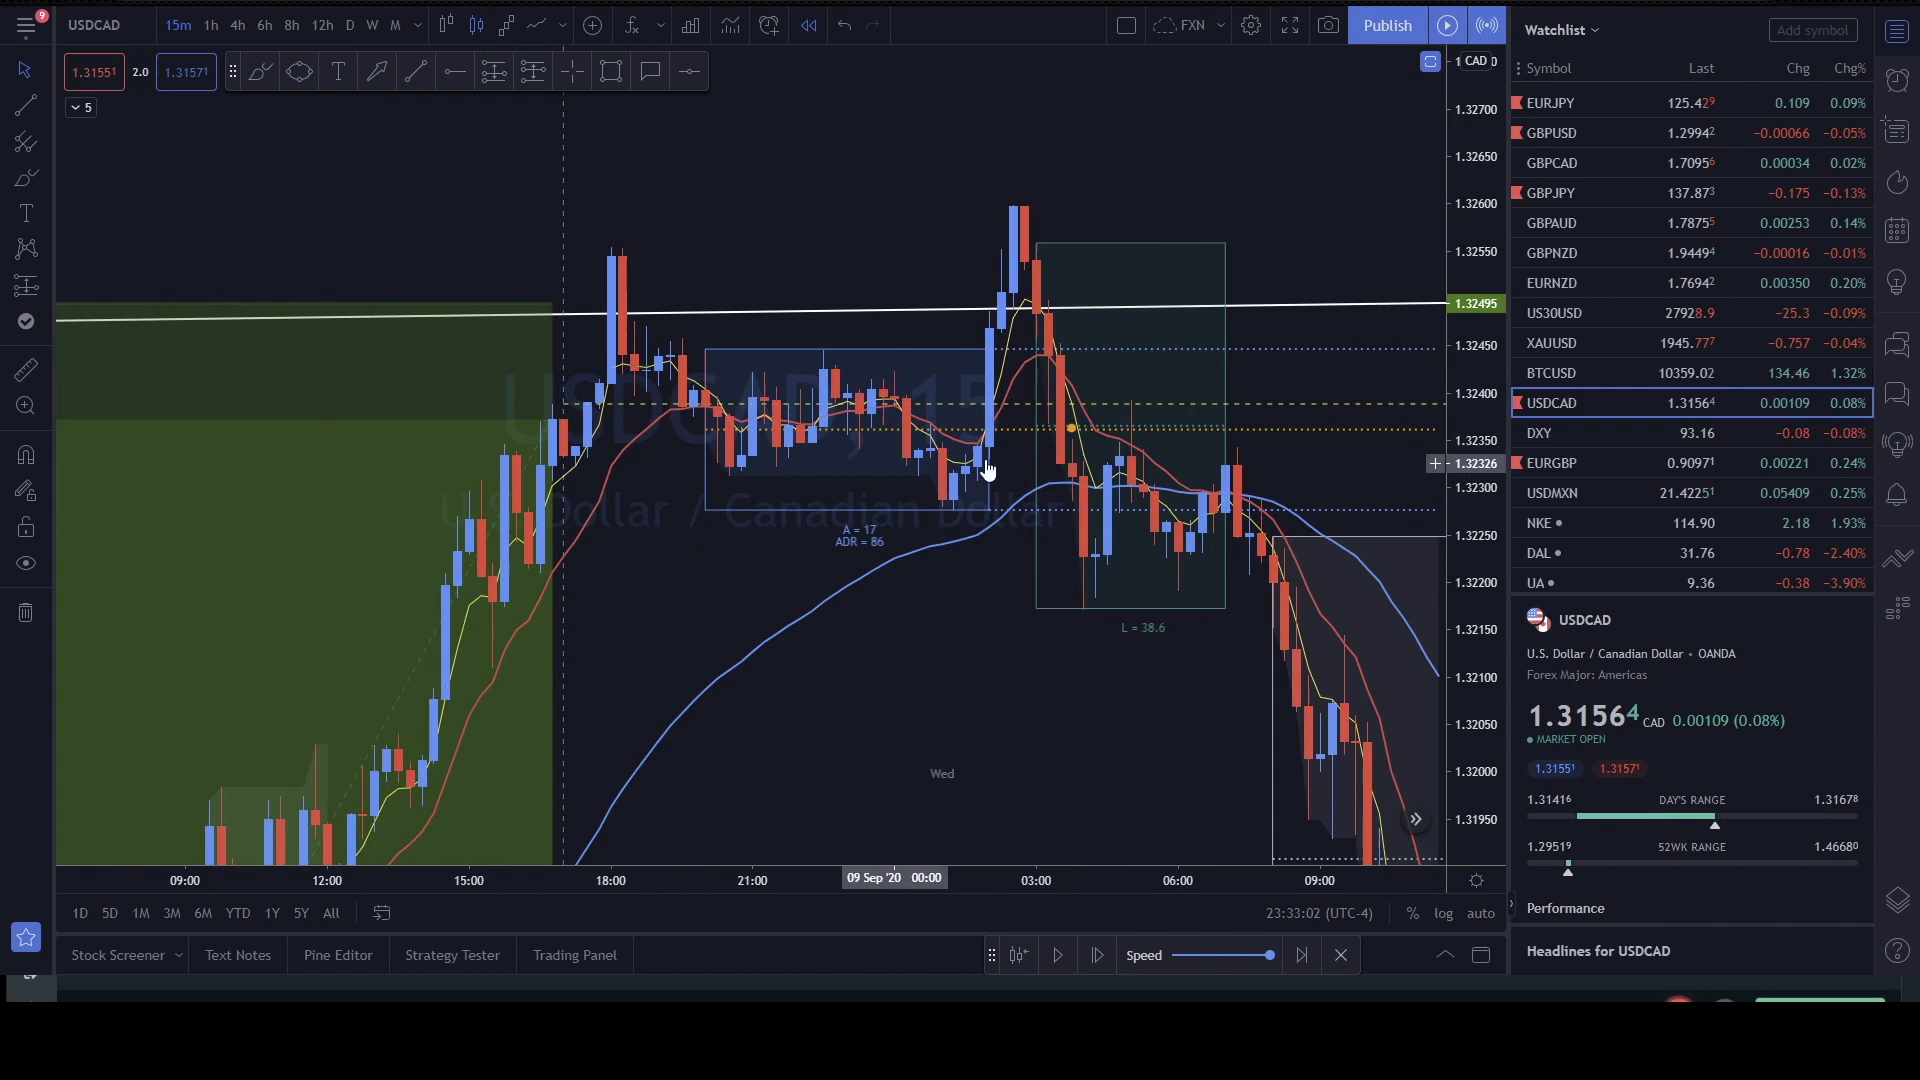 9 USDCAD 15m 1h 4h 6h 8h 12h D W M FXN Publish
1.31551 2.0 1.31571
5
USDCAD, 15
U.S. Dollar / Canadian Dollar
A = 17
ADR = 86
L = 38.6
Wed
CAD
1.32700
1.32650
1.32600
1.32550
1.32495
1.32450
1.32400
1.32350
1.32326
1.32300
1.32250
1.32200
1.32150
1.32100
1.32050
1.32000
1.31950
09:00 12:00 15:00 18:00 21:00 09 Sep '20 00:00 03:00 06:00 09:00
1D 5D 1M 3M 6M YTD 1Y 5Y All 23:33:02 (UTC-4) % log auto
Stock Screener Text Notes Pine Editor Strategy Tester Trading Panel Speed
Watchlist Add symbol
Symbol Last Chg Chg%
EURJPY 125.429 0.109 0.09%
GBPUSD 1.29942 −0.00066 −0.05%
GBPCAD 1.70956 0.00034 0.02%
GBPJPY 137.873 −0.175 −0.13%
GBPAUD 1.78755 0.00253 0.14%
GBPNZD 1.94494 −0.00016 −0.01%
EURNZD 1.76942 0.00350 0.20%
US30USD 27928.9 −25.3 −0.09%
XAUUSD 1945.777 −0.757 −0.04%
BTCUSD 10359.02 134.46 1.32%
USDCAD 1.31564 0.00109 0.08%
DXY 93.16 −0.08 −0.08%
EURGBP 0.90971 0.00221 0.24%
USDMXN 21.42251 0.05409 0.25%
NKE 114.90 2.18 1.93%
DAL 31.76 −0.78 −2.40%
UA 9.36 −0.38 −3.90%
USDCAD
U.S. Dollar / Canadian Dollar • OANDA
Forex Major: Americas
1.31564 CAD 0.00109 (0.08%)
MARKET OPEN
1.31551 1.31571
1.31416 DAY'S RANGE 1.31678
1.29519 52WK RANGE 1.46680
Performance
Headlines for USDCAD